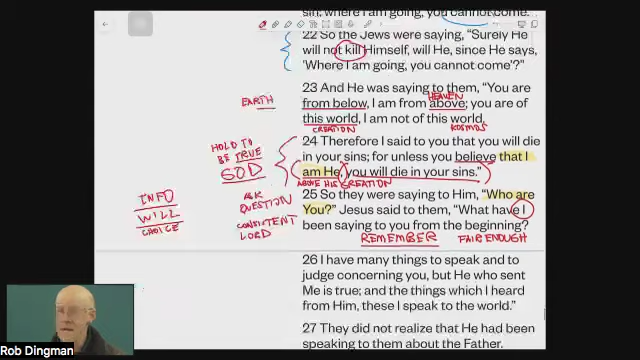 sin; where I am going, you cannot come."
22 So the Jews were saying, "Surely He
will not kill Himself, will He, since He says,
'Where I am going, you cannot come'?"
23 And He was saying to them, "You are
HEAVEN
EARTH
from below, I am from above; you are of
this world, I am not of this world.
CREATION
KOSMOS
24 Therefore I said to you that you will die
HOLD TO
BE TRUE
SOD
in your sins; for unless you believe that I
am He, you will die in your sins."
ABOVE HIS CREATION
25 So they were saying to Him, "Who are
INFO
WILL
CHOICE
ASK
QUESTION
CONSISTENT
LORD
You?" Jesus said to them, "What have I
been saying to you from the beginning?
REMEMBER
FAIR ENOUGH
26 I have many things to speak and to
judge concerning you, but He who sent
Me is true; and the things which I heard
from Him, these I speak to the world."
27 They did not realize that He had been
speaking to them about the Father.
Rob Dingman